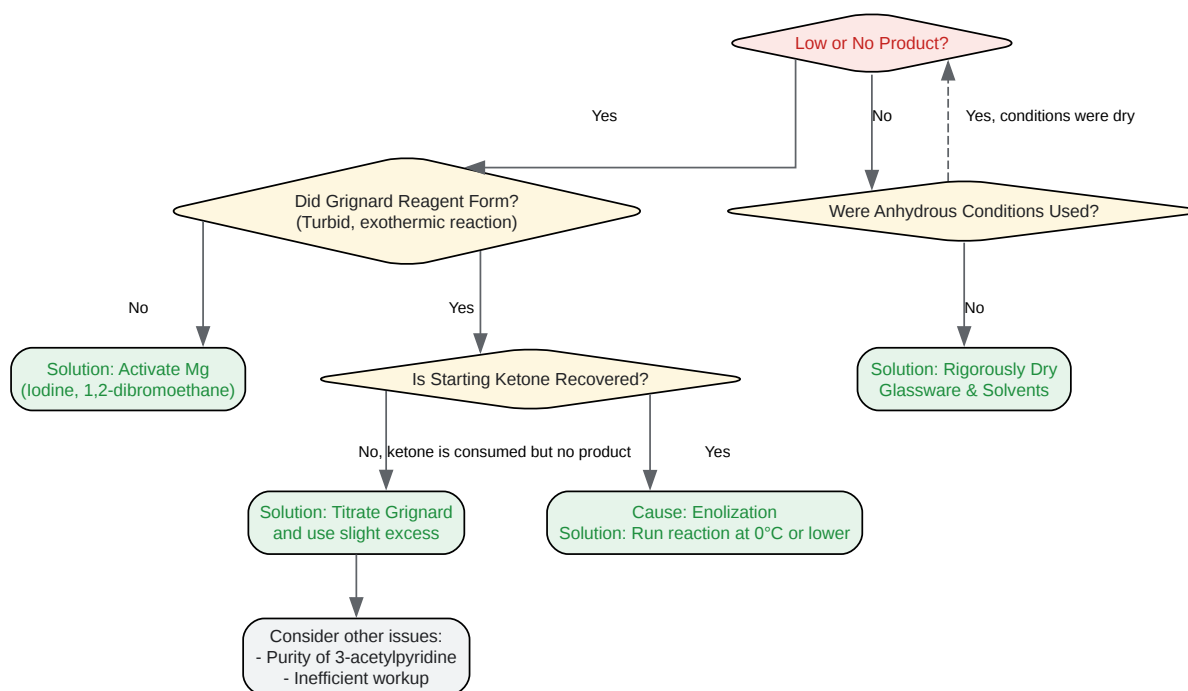 Low or No Product?
Yes
No
Yes, conditions were dry
Did Grignard Reagent Form?
(Turbid, exothermic reaction)
Were Anhydrous Conditions Used?
No
Yes
No
Solution: Activate Mg
(Iodine, 1,2-dibromoethane)
Is Starting Ketone Recovered?
Solution: Rigorously Dry
Glassware & Solvents
No, ketone is consumed but no product
Yes
Solution: Titrate Grignard
and use slight excess
Cause: Enolization
Solution: Run reaction at 0°C or lower
Consider other issues:
- Purity of 3-acetylpyridine
- Inefficient workup